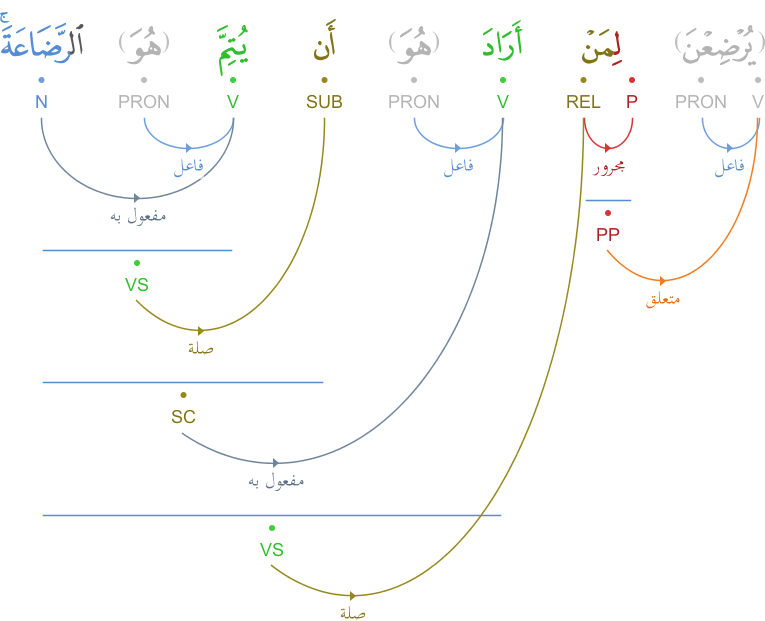 (يُرْضِعْنَ) لِمَنْ أَرَادَ (هُوَ) أَن يُتِمَّ (هُوَ) ٱلرَّضَاعَةَۚ
V PRON P REL V PRON SUB V PRON N
فاعل فاعل فاعل
مجرور
مفعول به
PP
VS
متعلق
صلة
SC
مفعول به
VS
صلة